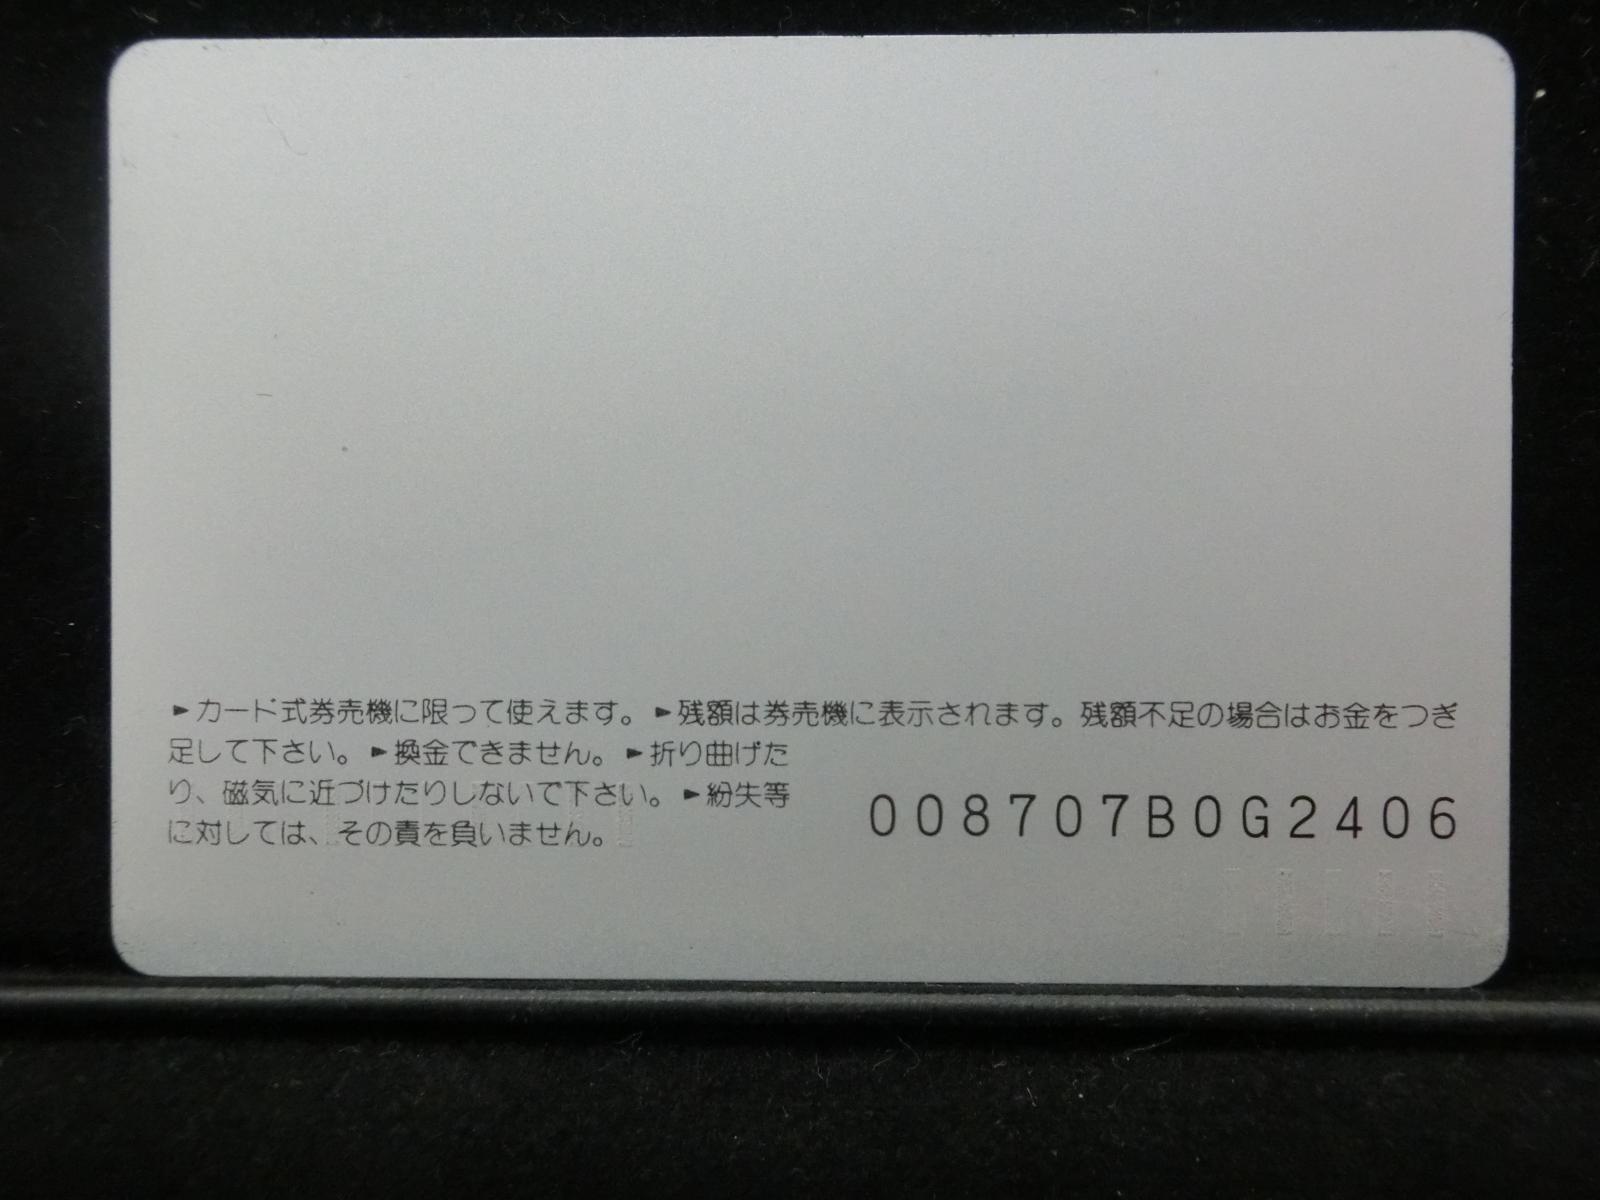 ►カード式券売機に限って使えます。►残額は券売機に表示されます。残額不足の場合はお金をつぎ
足して下さい。►換金できません。►折り曲げた
り、磁気に近づけたりしないで下さい。►紛失等
に対しては、その責を負いません。
008707B0G2406